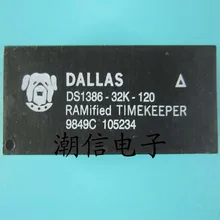 DALLAS
DS1386-32K-120
RAMified TIMEKEEPER
9849C 105234
潮信电子